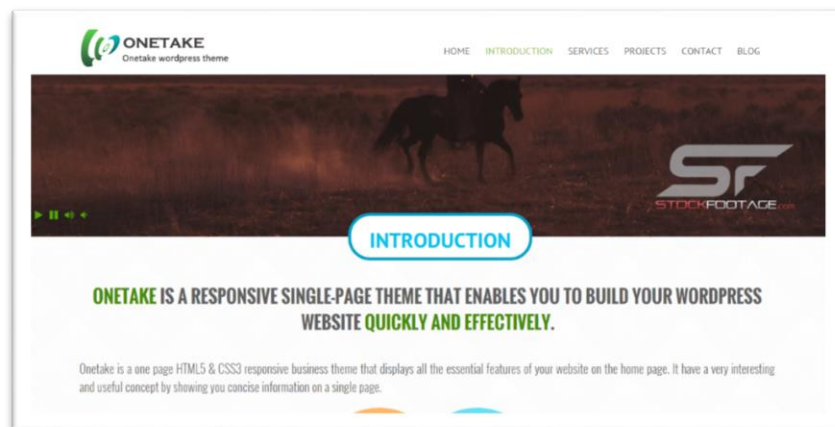 ONETAKE
Onetake wordpress theme
HOME INTRODUCTION SERVICES PROJECTS CONTACT BLOG
SF
STOCKFOOTAGE.com
INTRODUCTION
ONETAKE IS A RESPONSIVE SINGLE-PAGE THEME THAT ENABLES YOU TO BUILD YOUR WORDPRESS
WEBSITE QUICKLY AND EFFECTIVELY.
Onetake is a one page HTML5 & CSS3 responsive business theme that displays all the essential features of your website on the home page. It have a very interesting
and useful concept by showing you concise information on a single page.